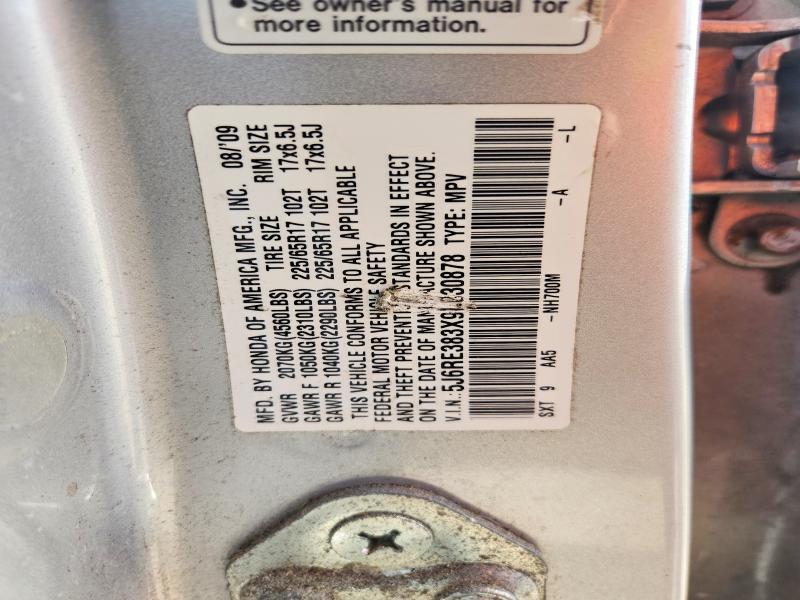 • See owner's manual for
more information.
MFD. BY HONDA OF AMERICA MFG., INC. 08/'09
GVWR 2070KG(4560LBS) TIRE SIZE RIM SIZE
GAWR F 1050KG(2310LBS) 225/65R17 102T 17x6.5J
GAWR R 1040KG(2290LBS) 225/65R17 102T 17x6.5J
THIS VEHICLE CONFORMS TO ALL APPLICABLE
FEDERAL MOTOR VEHICLE SAFETY
AND THEFT PREVENTI STANDARDS IN EFFECT
ON THE DATE OF MANUFACTURE SHOWN ABOVE.
V.I.N.: 5J6RE383X9 30878 TYPE: MPV
SXT 9 AA5 -NH700M -A -L